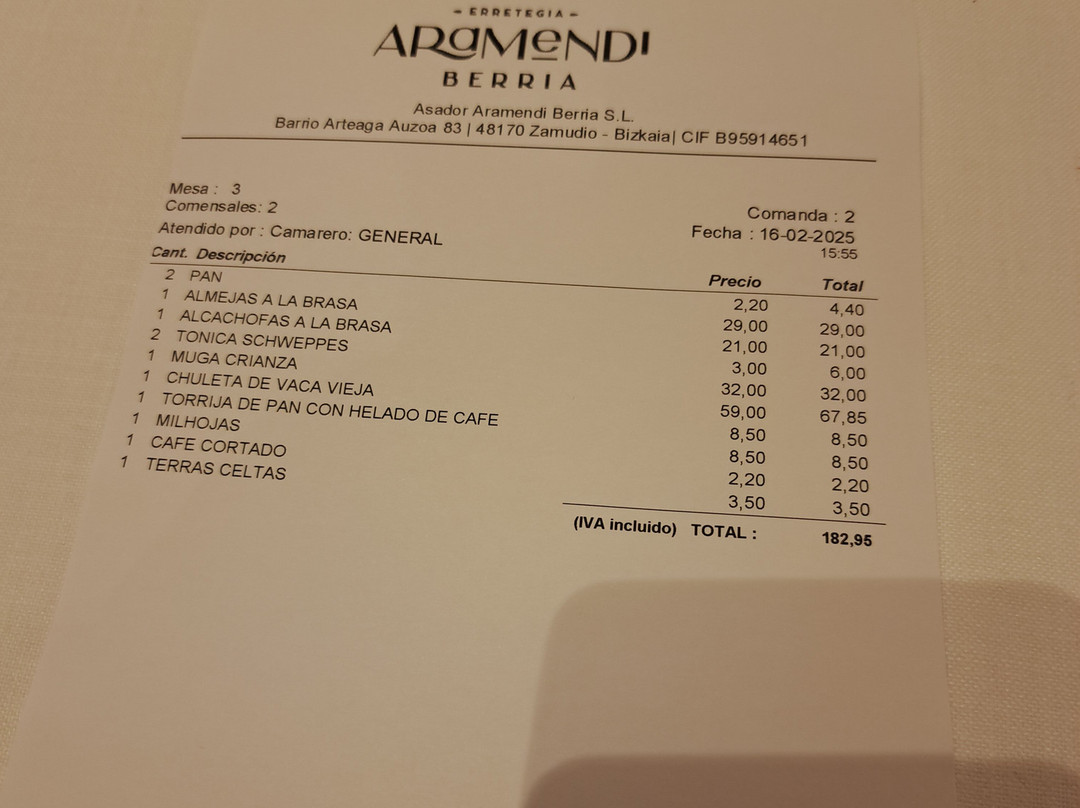 - ERRETEGIA -
ARaMeNDI
BERRIA
Asador Aramendi Berria S.L.
Barrio Arteaga Auzoa 83 | 48170 Zamudio - Bizkaia| CIF B95914651
Mesa : 3
Comensales: 2
Comanda : 2
Atendido por : Camarero: GENERAL
Fecha : 16-02-2025
15:55
Cant. Descripción Precio Total
2 PAN 2,20 4,40
1 ALMEJAS A LA BRASA 29,00 29,00
1 ALCACHOFAS A LA BRASA 21,00 21,00
2 TONICA SCHWEPPES 3,00 6,00
1 MUGA CRIANZA 32,00 32,00
1 CHULETA DE VACA VIEJA 59,00 67,85
1 TORRIJA DE PAN CON HELADO DE CAFE 8,50 8,50
1 MILHOJAS 8,50 8,50
1 CAFE CORTADO 2,20 2,20
1 TERRAS CELTAS 3,50 3,50
(IVA incluido) TOTAL : 182,95